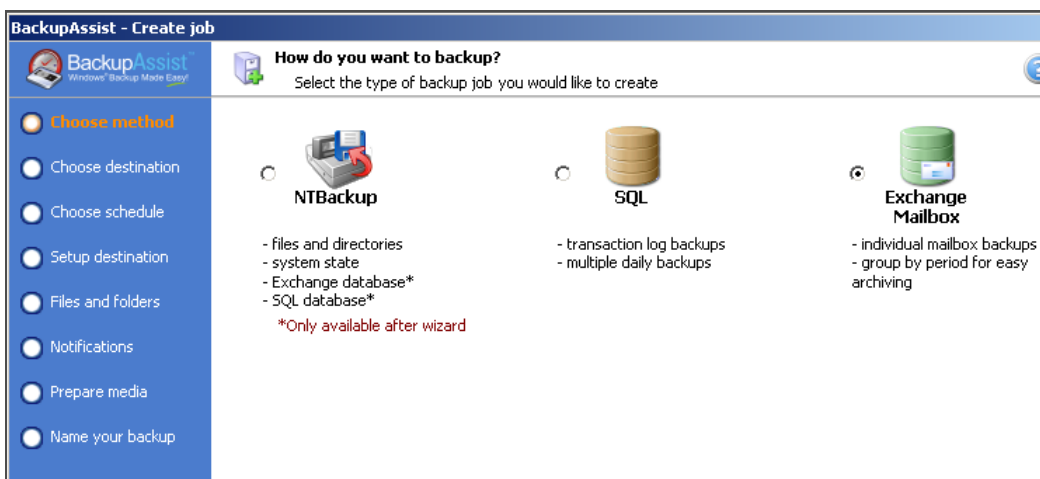 BackupAssist - Create job
BackupAssist™
Windows® Backup Made Easy!
How do you want to backup?
Select the type of backup job you would like to create
Choose method
Choose destination
Choose schedule
Setup destination
Files and folders
Notifications
Prepare media
Name your backup
NTBackup
- files and directories
- system state
- Exchange database*
- SQL database*
*Only available after wizard
SQL
- transaction log backups
- multiple daily backups
Exchange
Mailbox
- individual mailbox backups
- group by period for easy
archiving